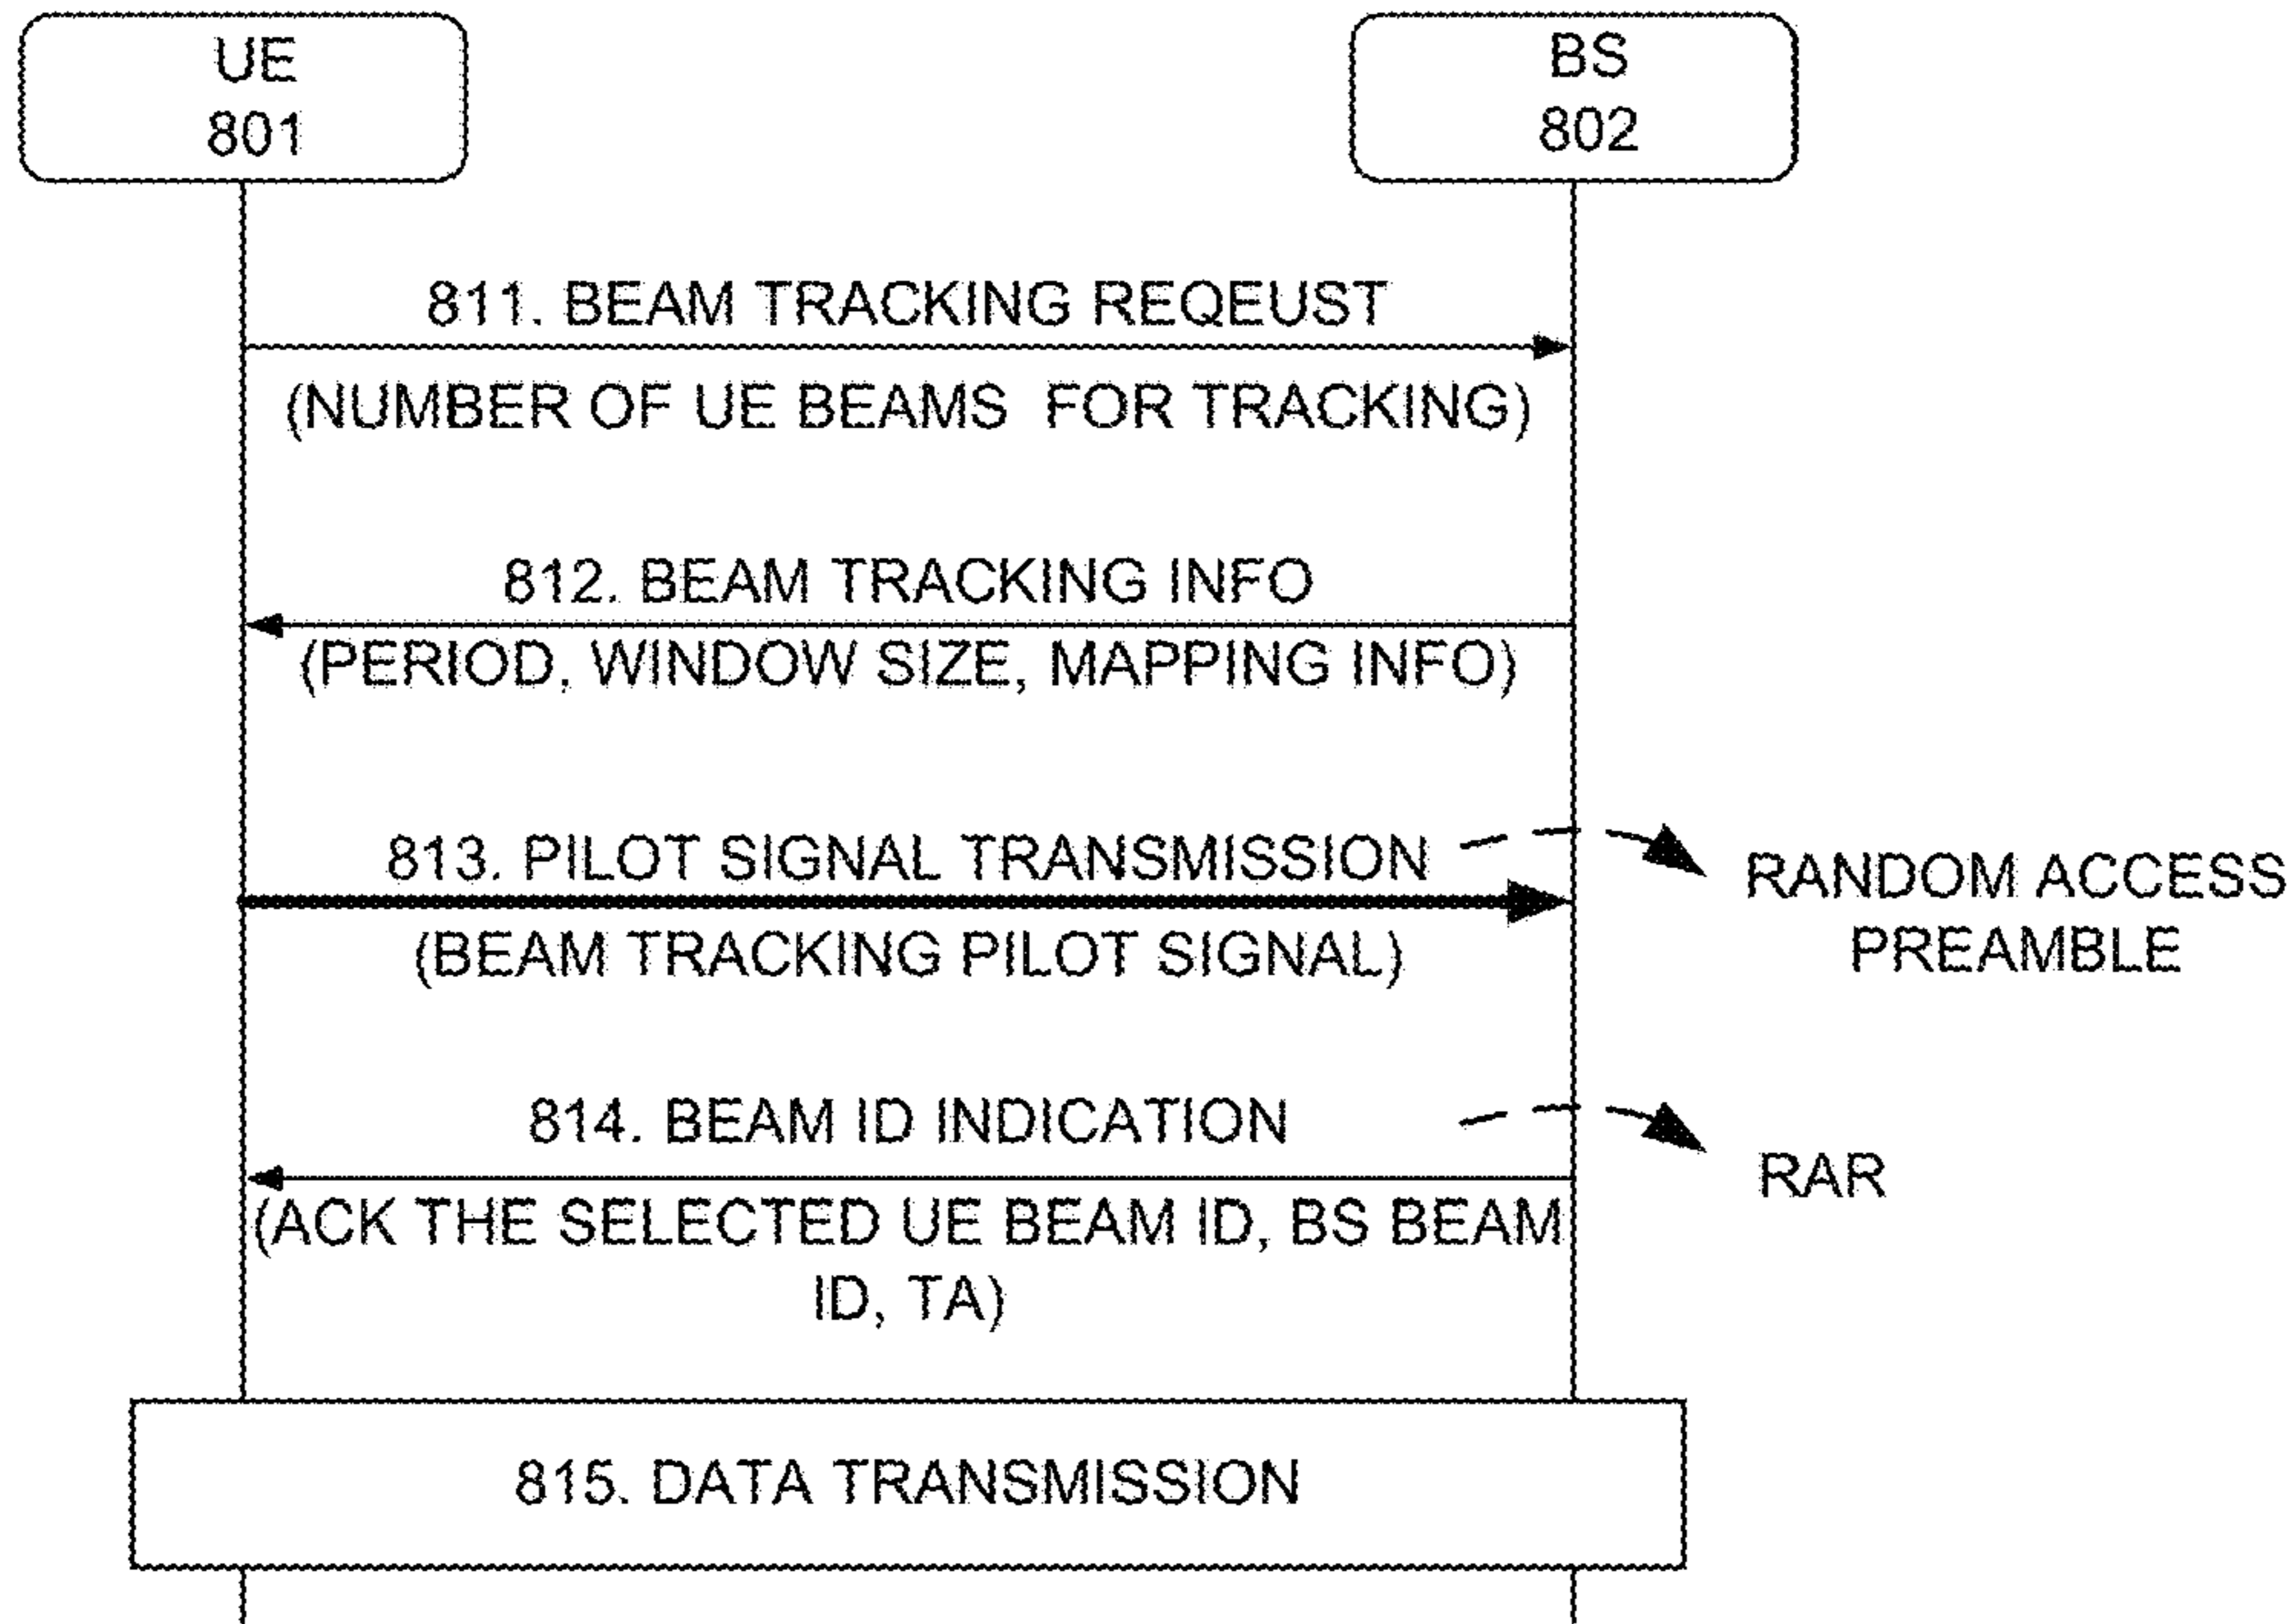 UE
801
BS
802
811. BEAM TRACKING REQEUST
(NUMBER OF UE BEAMS FOR TRACKING)
812. BEAM TRACKING INFO
(PERIOD, WINDOW SIZE, MAPPING INFO)
813. PILOT SIGNAL TRANSMISSION
(BEAM TRACKING PILOT SIGNAL)
RANDOM ACCESS
PREAMBLE
814. BEAM ID INDICATION
(ACK THE SELECTED UE BEAM ID, BS BEAM
ID, TA)
RAR
815. DATA TRANSMISSION